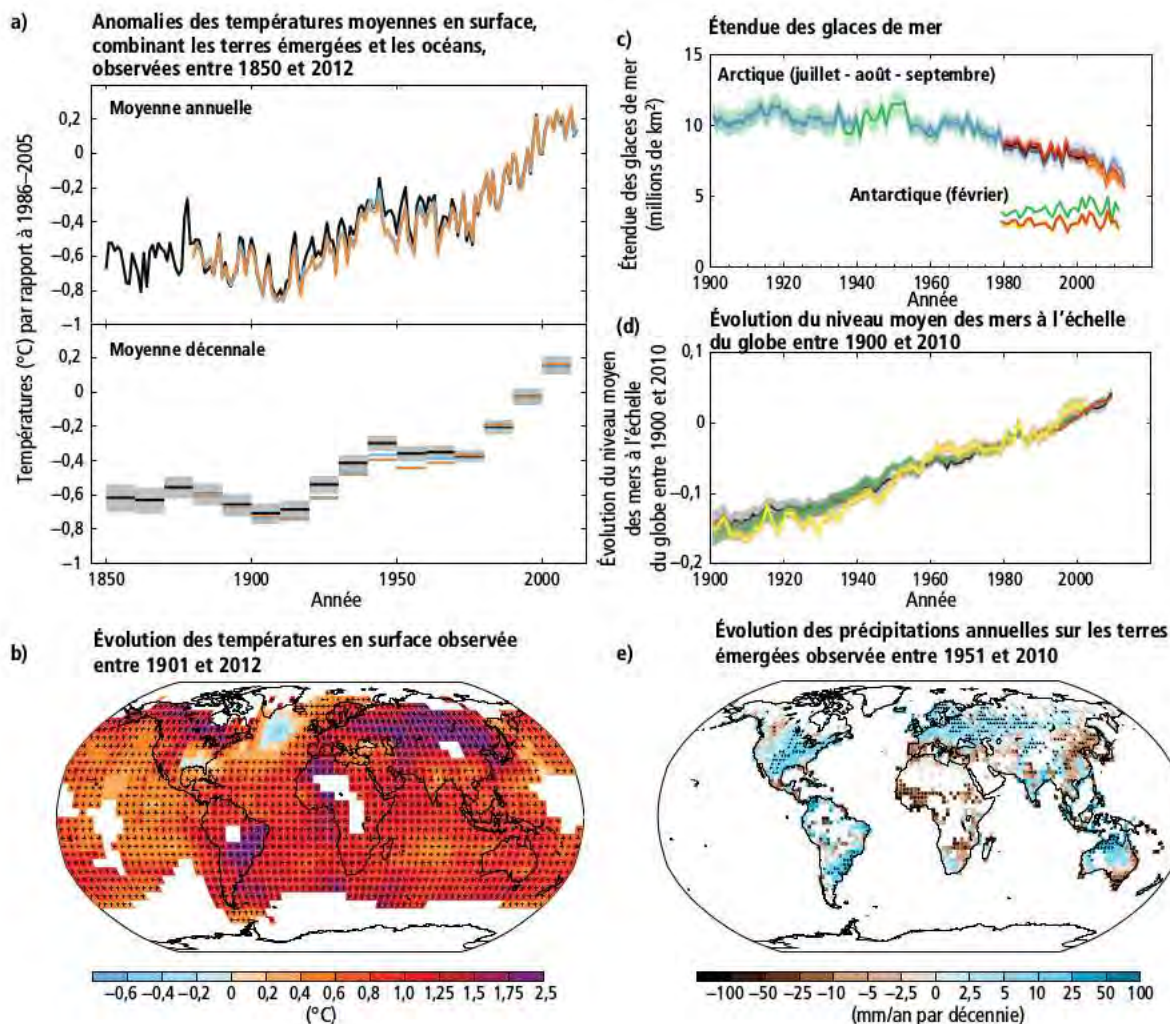 a)
Anomalies des températures moyennes en surface,
combinant les terres émergées et les océans,
observées entre 1850 et 2012
Moyenne annuelle
0,2
0
−0,2
−0,4
−0,6
−0,8
−1
Moyenne décennale
0,2
0
−0,2
−0,4
−0,6
−0,8
−1
Températures (°C) par rapport à 1986–2005
1850 1900 1950 2000
Année
c)
Étendue des glaces de mer
Arctique (juillet - août - septembre)
Antarctique (février)
15
10
5
0
Étendue des glaces de mer
(millions de km²)
1900 1920 1940 1960 1980 2000
Année
(d)
Évolution du niveau moyen des mers à l’échelle
du globe entre 1900 et 2010
0,1
0
−0,1
−0,2
Évolution du niveau moyen
des mers à l’échelle
du globe entre 1900 et 2010
1900 1920 1940 1960 1980 2000
Année
b)
Évolution des températures en surface observée
entre 1901 et 2012
−0,6 −0,4 −0,2 0 0,2 0,4 0,6 0,8 1,0 1,25 1,5 1,75 2,5
(°C)
e)
Évolution des précipitations annuelles sur les terres
émergées observée entre 1951 et 2010
−100 −50 −25 −10 −5 −2,5 0 2,5 5 10 25 50 100
(mm/an par décennie)